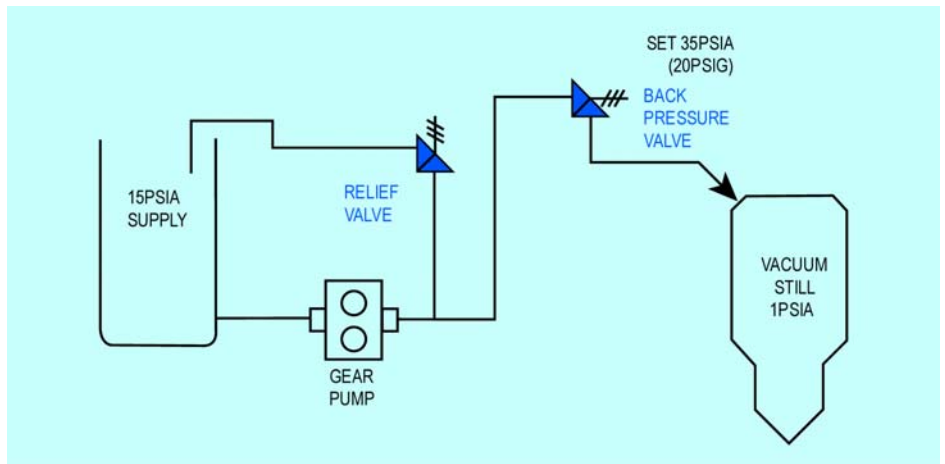 SET 35PSIA
(20PSIG)
BACK
PRESSURE
VALVE
15PSIA
SUPPLY
RELIEF
VALVE
VACUUM
STILL
1PSIA
GEAR
PUMP